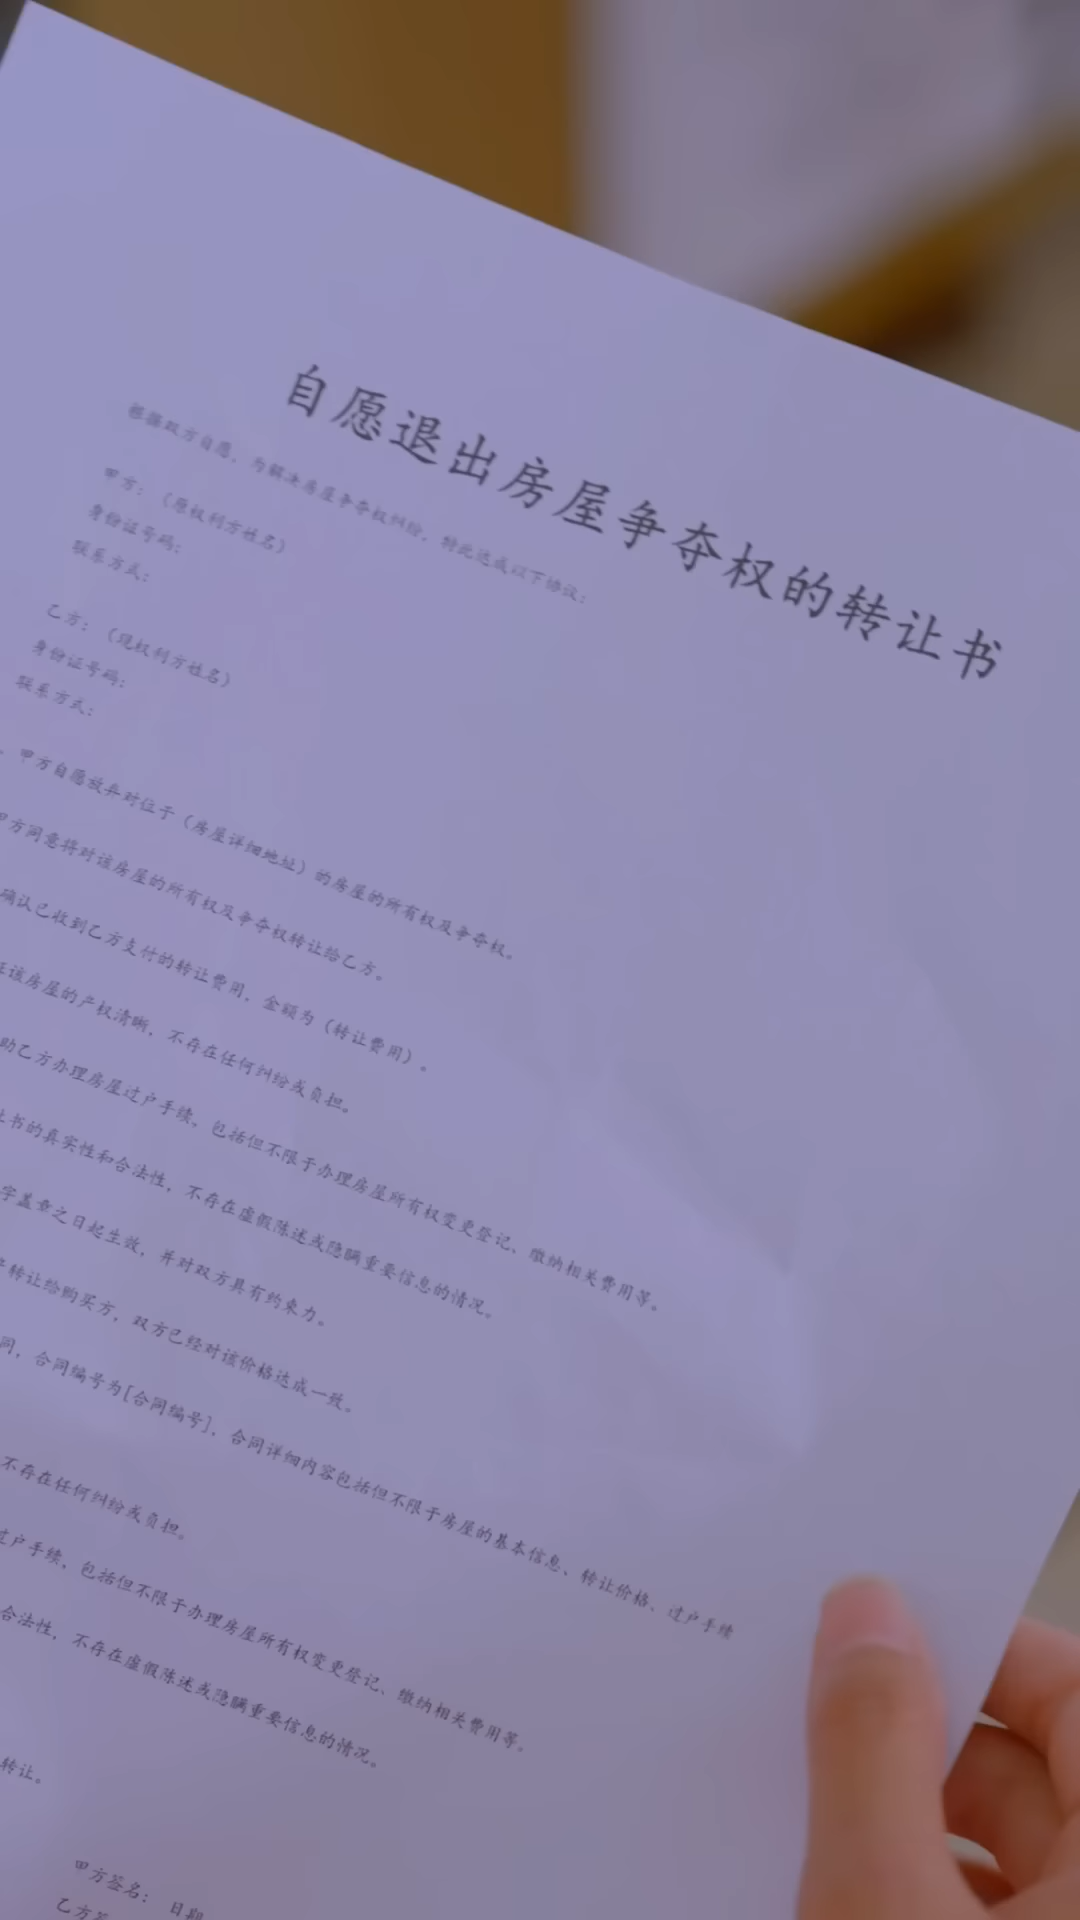 自愿退出房屋争夺权的转让书
根据双方自愿，为解决房屋争夺权纠纷，特此达成以下协议：
甲方：（原权利方姓名）
身份证号码：
联系方式：
乙方：（现权利方姓名）
身份证号码：
联系方式：
、甲方自愿放弃对位于（房屋详细地址）的房屋的所有权及争夺权。
甲方同意将对该房屋的所有权及争夺权转让给乙方。
确认已收到乙方支付的转让费用，金额为（转让费用）。
该房屋的产权清晰，不存在任何纠纷或负担。
助乙方办理房屋过户手续，包括但不限于办理房屋所有权变更登记、缴纳相关费用等。
书的真实性和合法性，不存在虚假陈述或隐瞒重要信息的情况。
字盖章之日起生效，并对双方具有约束力。
转让给购买方，双方已经对该价格达成一致。
同，合同编号为[合同编号]，合同详细内容包括但不限于房屋的基本信息、转让价格、过户手续
不存在任何纠纷或负担。
过户手续，包括但不限于办理房屋所有权变更登记、缴纳相关费用等。
合法性，不存在虚假陈述或隐瞒重要信息的情况。
转让。
甲方签名： 日期
乙方签